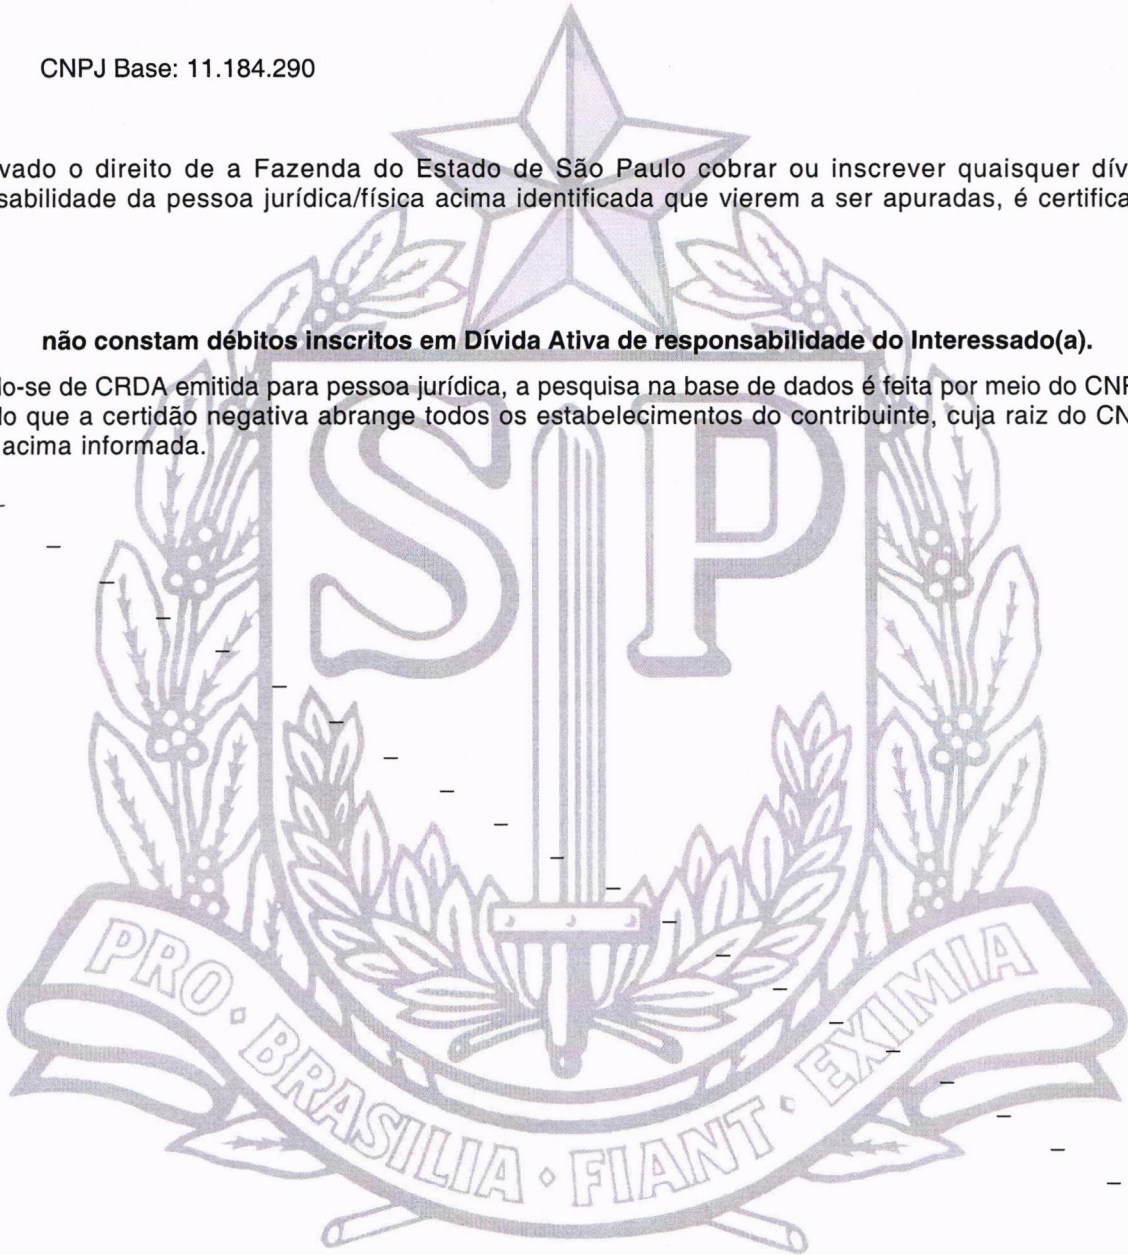 CNPJ Base: 11.184.290
vado o direito de a Fazenda do Estado de São Paulo cobrar ou inscrever quaisquer dív
sabilidade da pessoa jurídica/física acima identificada que vierem a ser apuradas, é certifica
não constam débitos inscritos em Dívida Ativa de responsabilidade do Interessado(a).
do-se de CRDA emitida para pessoa jurídica, a pesquisa na base de dados é feita por meio do CNP
do que a certidão negativa abrange todos os estabelecimentos do contribuinte, cuja raiz do CN
acima informada.
SP
PRO · BRASILIA · FIANT · EXIMIA